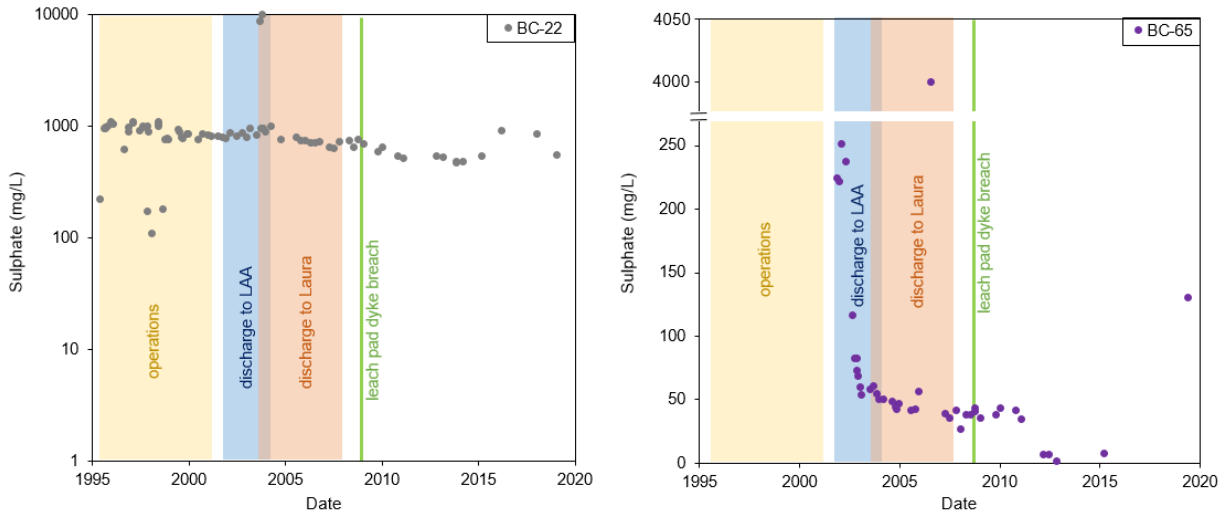 BC-22
10000
1000
100
10
1
Sulphate (mg/L)
operations
discharge to LAA
discharge to Laura
leach pad dyke breach
1995
2000
2005
2010
2015
2020
Date
BC-65
4050
4000
250
200
150
100
50
0
Sulphate (mg/L)
operations
discharge to LAA
discharge to Laura
leach pad dyke breach
1995
2000
2005
2010
2015
2020
Date